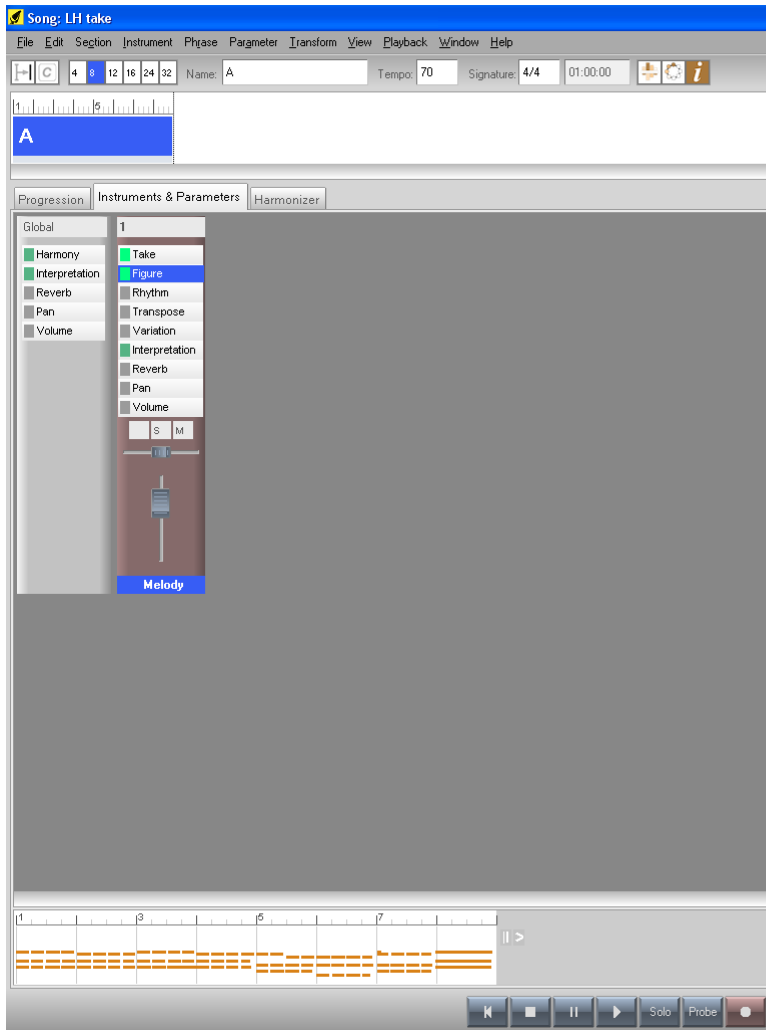 Song: LH take
File Edit Section Instrument Phrase Parameter Transform View Playback Window Help
C 4 8 12 16 24 32 Name: A Tempo: 70 Signature: 4/4 01:00:00 i
1 5
A
Progression Instruments & Parameters Harmonizer
Global 1
Harmony Take
Interpretation Figure
Reverb Rhythm
Pan Transpose
Volume Variation
Interpretation
Reverb
Pan
Volume
S M
Melody
1 3 5 7
Solo Probe